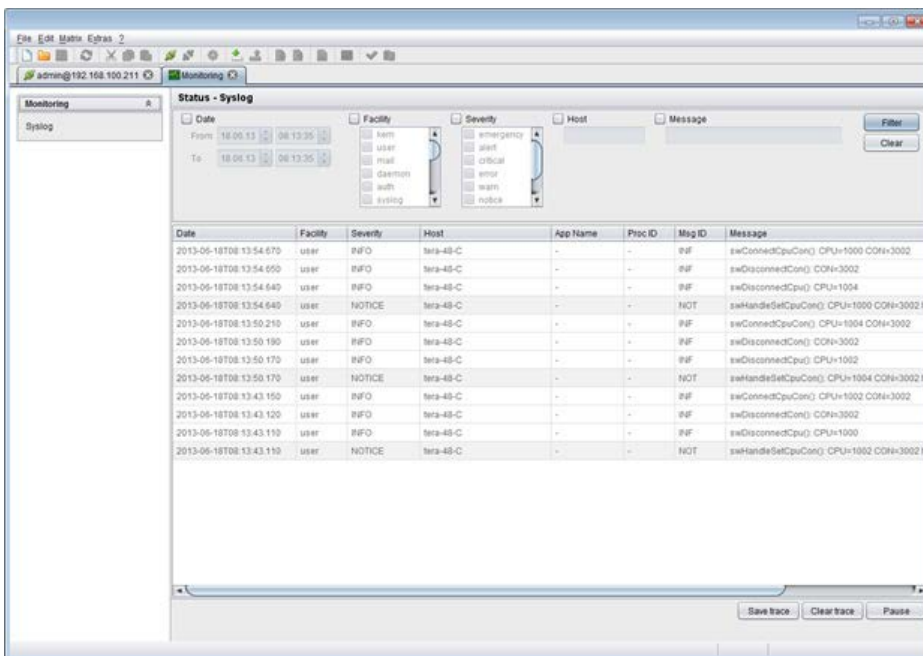 File Edit Matrix Extras ?
admin@192.168.100.211 Monitoring
Monitoring
Syslog
Status - Syslog
Date Facility Severity Host Message
From 18.06.13 08:13:35
To 18.06.13 08:13:35
kern
user
mail
daemon
auth
syslog
emergency
alert
critical
error
warn
notice
Filter
Clear
Date Facility Severity Host App Name Proc ID Msg ID Message
2013-06-18T08:13:54.670 user INFO tera-48-C - - INF swConnectCpuCon(): CPU=1000 CON=3002
2013-06-18T08:13:54.650 user INFO tera-48-C - - INF swDisconnectCon(): CON=3002
2013-06-18T08:13:54.640 user INFO tera-48-C - - INF swDisconnectCpu(): CPU=1004
2013-06-18T08:13:54.640 user NOTICE tera-48-C - - NOT swHandleSetCpuCon(): CPU=1000 CON=3002
2013-06-18T08:13:50.210 user INFO tera-48-C - - INF swConnectCpuCon(): CPU=1004 CON=3002
2013-06-18T08:13:50.190 user INFO tera-48-C - - INF swDisconnectCon(): CON=3002
2013-06-18T08:13:50.170 user INFO tera-48-C - - INF swDisconnectCpu(): CPU=1002
2013-06-18T08:13:50.170 user NOTICE tera-48-C - - NOT swHandleSetCpuCon(): CPU=1004 CON=3002
2013-06-18T08:13:43.150 user INFO tera-48-C - - INF swConnectCpuCon(): CPU=1002 CON=3002
2013-06-18T08:13:43.120 user INFO tera-48-C - - INF swDisconnectCon(): CON=3002
2013-06-18T08:13:43.110 user INFO tera-48-C - - INF swDisconnectCpu(): CPU=1000
2013-06-18T08:13:43.110 user NOTICE tera-48-C - - NOT swHandleSetCpuCon(): CPU=1002 CON=3002
Save trace Clear trace Pause